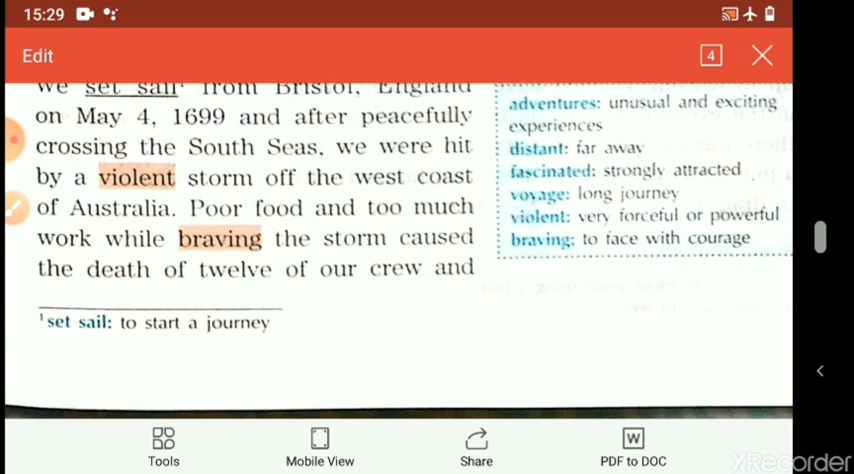 15:29
Edit
4
we set sail¹ from Bristol, England
on May 4, 1699 and after peacefully
crossing the South Seas, we were hit
by a violent storm off the west coast
of Australia. Poor food and too much
work while braving the storm caused
the death of twelve of our crew and
¹set sail: to start a journey
adventures: unusual and exciting
experiences
distant: far away
fascinated: strongly attracted
voyage: long journey
violent: very forceful or powerful
braving: to face with courage
Tools
Mobile View
Share
W
PDF to DOC
XRecorder